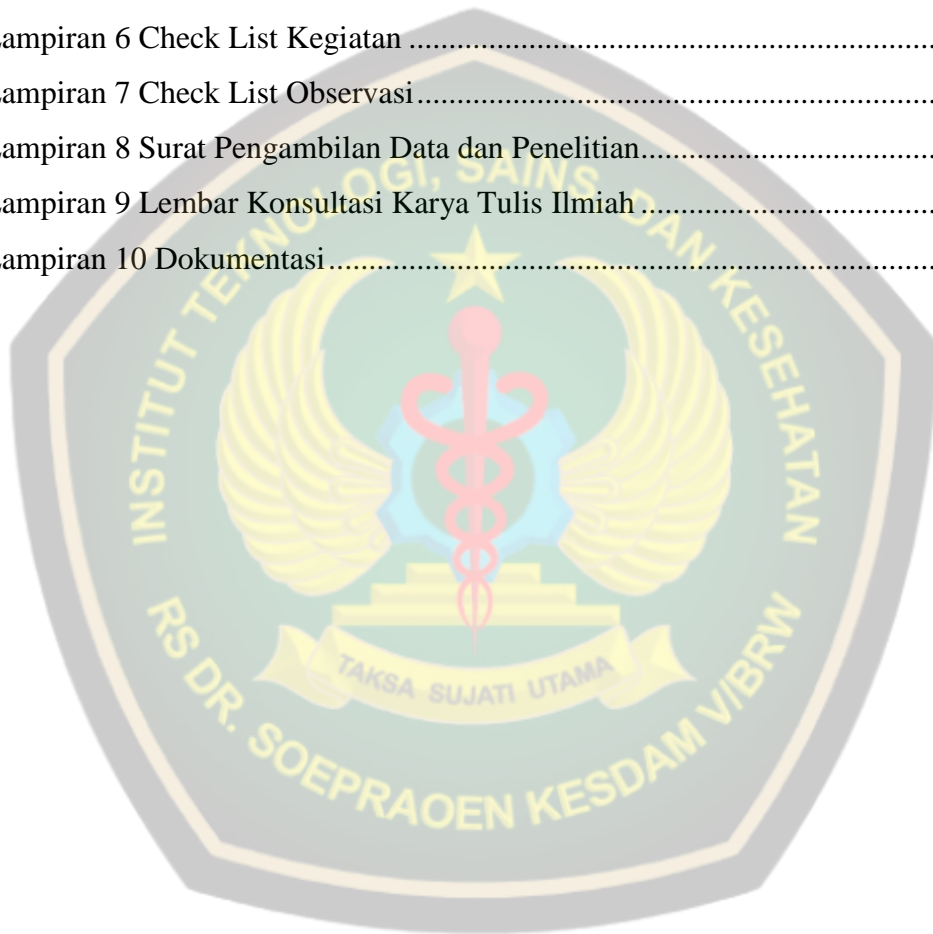 ampiran 6 Check List Kegiatan ..................................................................
ampiran 7 Check List Observasi.................................................................
ampiran 8 Surat Pengambilan Data dan Penelitian.....................................
ampiran 9 Lembar Konsultasi Karya Tulis Ilmiah .....................................
ampiran 10 Dokumentasi...........................................................................
INSTITUT TEKNOLOGI, SAINS, DAN KESEHATAN
TAKSA SUJATI UTAMA
RS DR. SOEPRAOEN KESDAM V/BRW